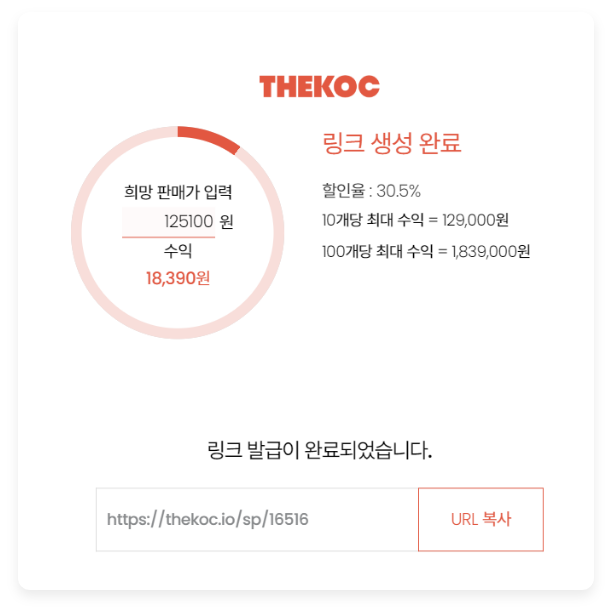 THEKOC
희망 판매가 입력
125100 원
수익
18,390원
링크 생성 완료
할인율 : 30.5%
10개당 최대 수익 = 129,000원
100개당 최대 수익 = 1,839,000원
링크 발급이 완료되었습니다.
https://thekoc.io/sp/16516
URL 복사